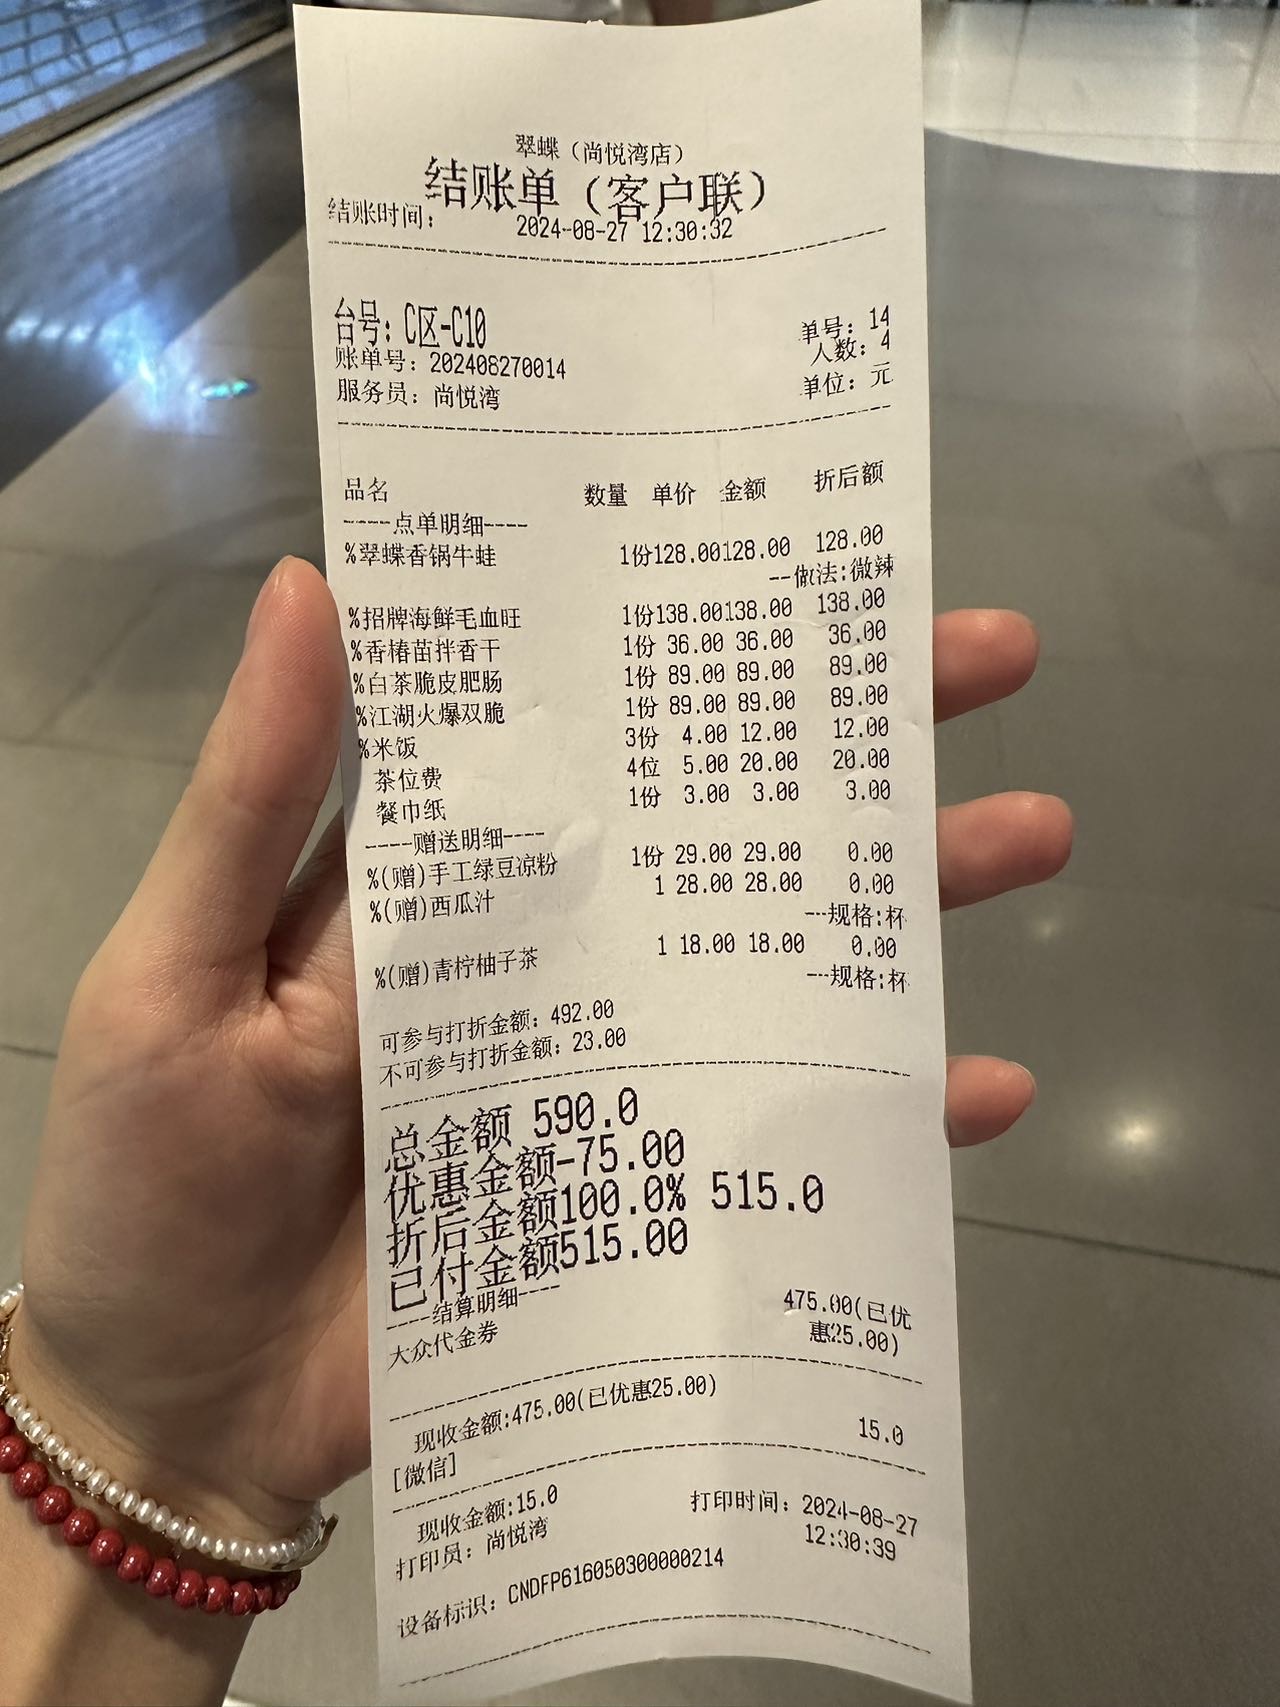 翠蝶（尚悦湾店）
结账单（客户联）
结账时间： 2024-08-27 12:30:32
台号：C区-C10 单号：14
账单号：202408270014 人数：4
服务员：尚悦湾 单位：元
品名 数量 单价 金额 折后额
----点单明细----
%翠蝶香锅牛蛙 1份128.00128.00 128.00
--做法:微辣
%招牌海鲜毛血旺 1份138.00138.00 138.00
%香椿苗拌香干 1份 36.00 36.00 36.00
%白茶脆皮肥肠 1份 89.00 89.00 89.00
%江湖火爆双脆 1份 89.00 89.00 89.00
%米饭 3份 4.00 12.00 12.00
茶位费 4位 5.00 20.00 20.00
餐巾纸 1份 3.00 3.00 3.00
----赠送明细----
%(赠)手工绿豆凉粉 1份 29.00 29.00 0.00
%(赠)西瓜汁 1 28.00 28.00 0.00
---规格:杯
%(赠)青柠柚子茶 1 18.00 18.00 0.00
---规格:杯
可参与打折金额：492.00
不可参与打折金额：23.00
总金额 590.0
优惠金额-75.00
折后金额100.0% 515.0
已付金额515.00
----结算明细----
大众代金券 475.00(已优
惠25.00)
现收金额:475.00(已优惠25.00)
[微信] 15.0
现收金额:15.0
打印员：尚悦湾 打印时间：2024-08-27
12:30:39
设备标识：CNDFP616050300000214